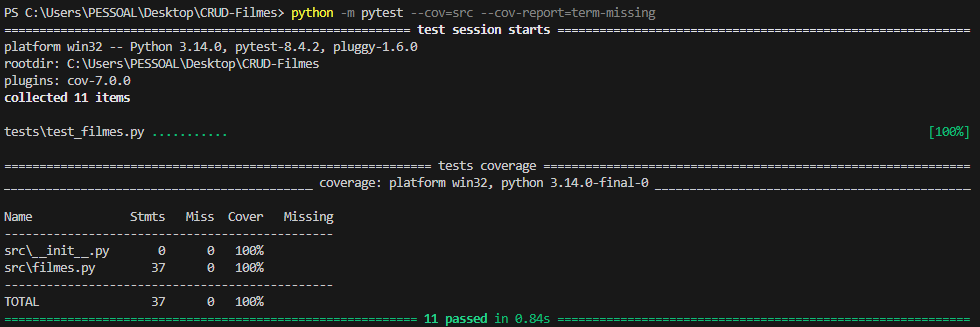 PS C:\Users\PESSOAL\Desktop\CRUD-Filmes> python -m pytest --cov=src --cov-report=term-missing
============================================================ test session starts ============================================================
platform win32 -- Python 3.14.0, pytest-8.4.2, pluggy-1.6.0
rootdir: C:\Users\PESSOAL\Desktop\CRUD-Filmes
plugins: cov-7.0.0
collected 11 items
tests\test_filmes.py ........... [100%]
============================================================== tests coverage ==============================================================
_____________________________________________ coverage: platform win32, python 3.14.0-final-0 ______________________________________________
Name              Stmts   Miss  Cover   Missing
-----------------------------------------------
src\__init__.py       0      0   100%
src\filmes.py        37      0   100%
-----------------------------------------------
TOTAL                37      0   100%
============================================================ 11 passed in 0.84s ============================================================